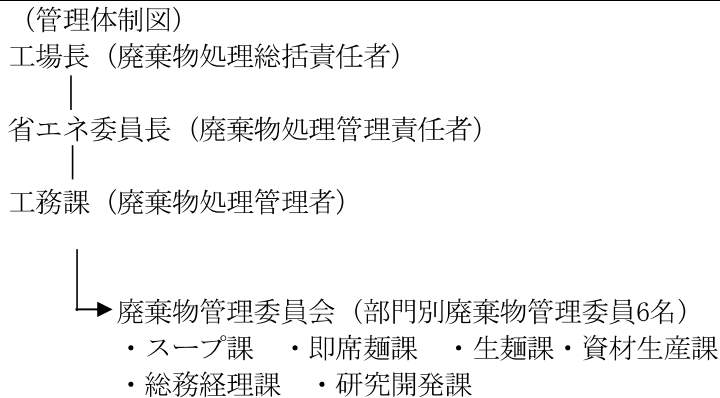 （管理体制図）
工場長（廃棄物処理総括責任者）
省エネ委員長（廃棄物処理管理責任者）
工務課（廃棄物処理管理者）
廃棄物管理委員会（部門別廃棄物管理委員6名）
・スープ課　・即席麺課　・生麺課・資材生産課
・総務経理課　・研究開発課